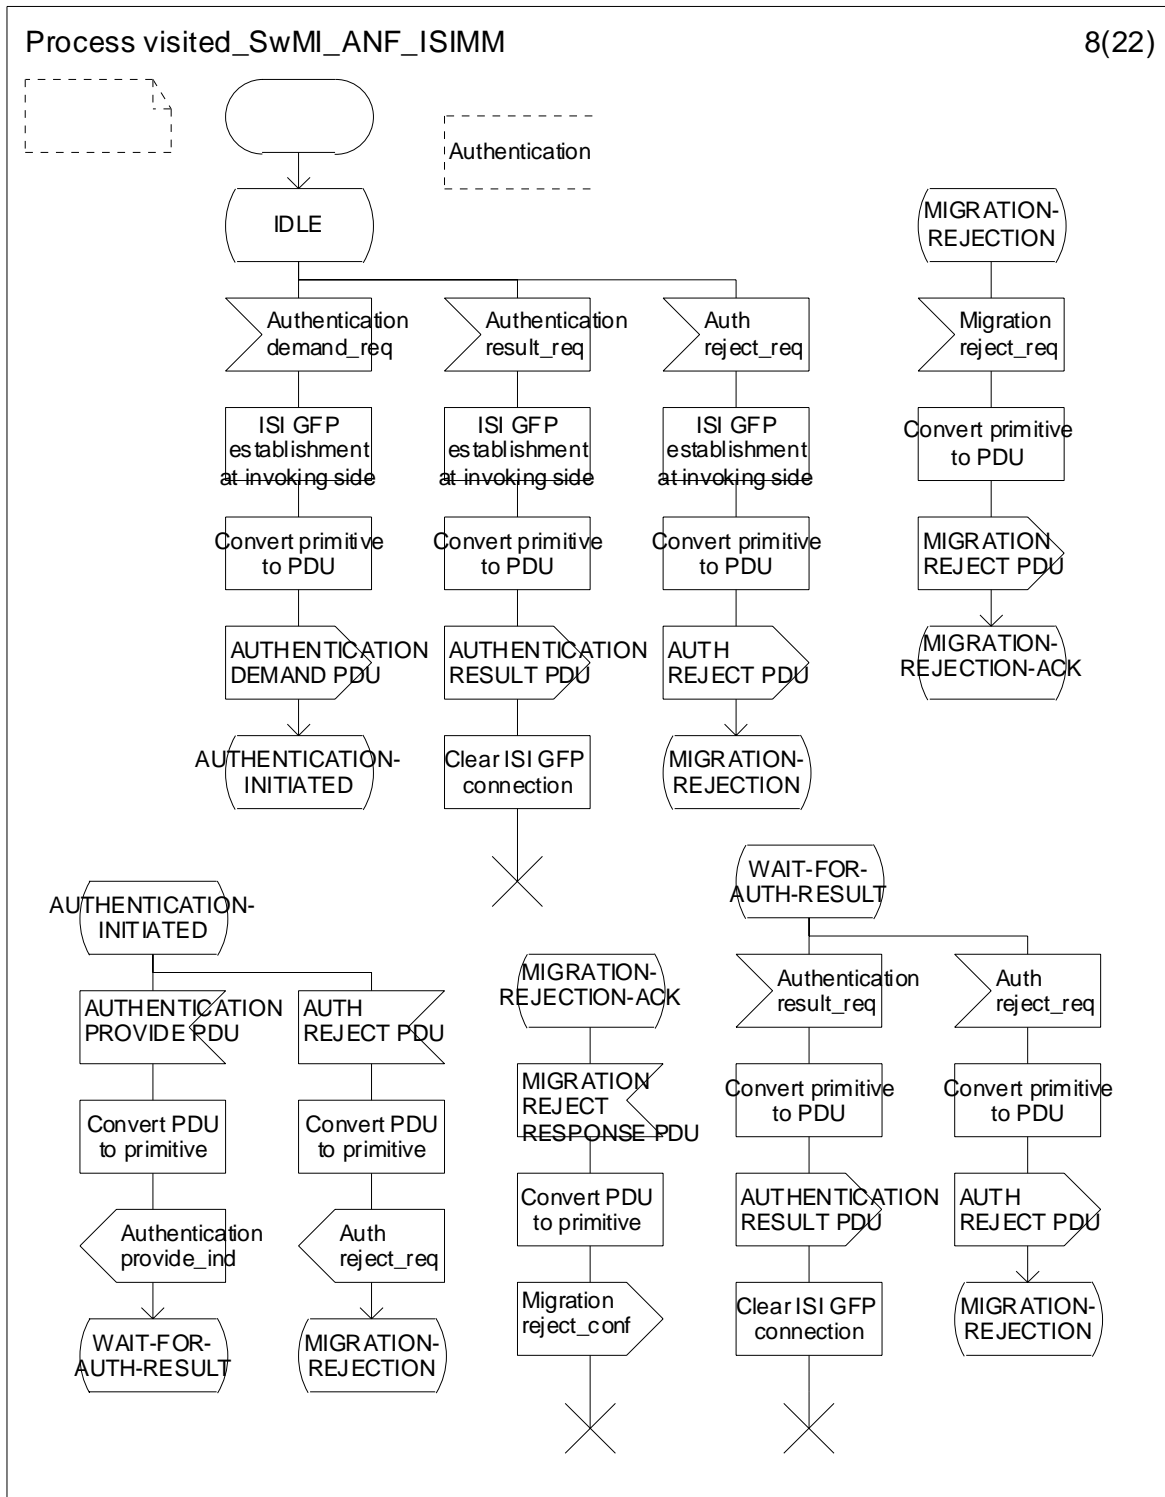 Process visited_SwMI_ANF_ISIMM
8(22)
Authentication
IDLE
MIGRATION-
REJECTION
Authentication
demand_req
Authentication
result_req
Auth
reject_req
Migration
reject_req
ISI GFP
establishment
at invoking side
ISI GFP
establishment
at invoking side
ISI GFP
establishment
at invoking side
Convert primitive
to PDU
Convert primitive
to PDU
Convert primitive
to PDU
Convert primitive
to PDU
MIGRATION
REJECT PDU
AUTHENTICATION
DEMAND PDU
AUTHENTICATION
RESULT PDU
AUTH
REJECT PDU
MIGRATION-
REJECTION-ACK
AUTHENTICATION-
INITIATED
Clear ISI GFP
connection
MIGRATION-
REJECTION
AUTHENTICATION-
INITIATED
WAIT-FOR-
AUTH-RESULT
AUTHENTICATION
PROVIDE PDU
AUTH
REJECT PDU
MIGRATION-
REJECTION-ACK
Authentication
result_req
Auth
reject_req
Convert PDU
to primitive
Convert PDU
to primitive
MIGRATION
REJECT
RESPONSE PDU
Convert primitive
to PDU
Convert primitive
to PDU
Authentication
provide_ind
Auth
reject_req
Convert PDU
to primitive
AUTHENTICATION
RESULT PDU
AUTH
REJECT PDU
WAIT-FOR-
AUTH-RESULT
MIGRATION-
REJECTION
Migration
reject_conf
Clear ISI GFP
connection
MIGRATION-
REJECTION